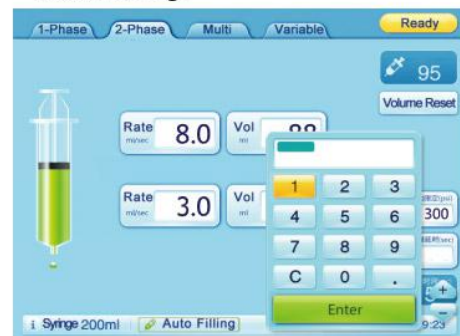 1-Phase 2-Phase Multi Variable Ready
95
Volume Reset
Rate 8.0 Vol
ml/sec ml
1 2 3
Rate 3.0 Vol
ml/sec ml
300
4 5 6
7 8 9
C 0 .
Enter
+
i Syringe 200ml Auto Filling 9:23